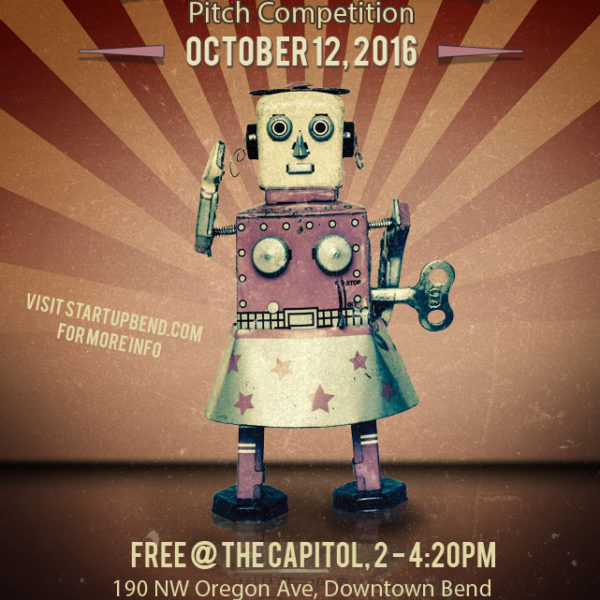 Pitch Competition
OCTOBER 12, 2016
STOP
VISIT STARTUPBEND.COM
FOR MORE INFO
FREE @ THE CAPITOL, 2 - 4:20PM
190 NW Oregon Ave, Downtown Bend